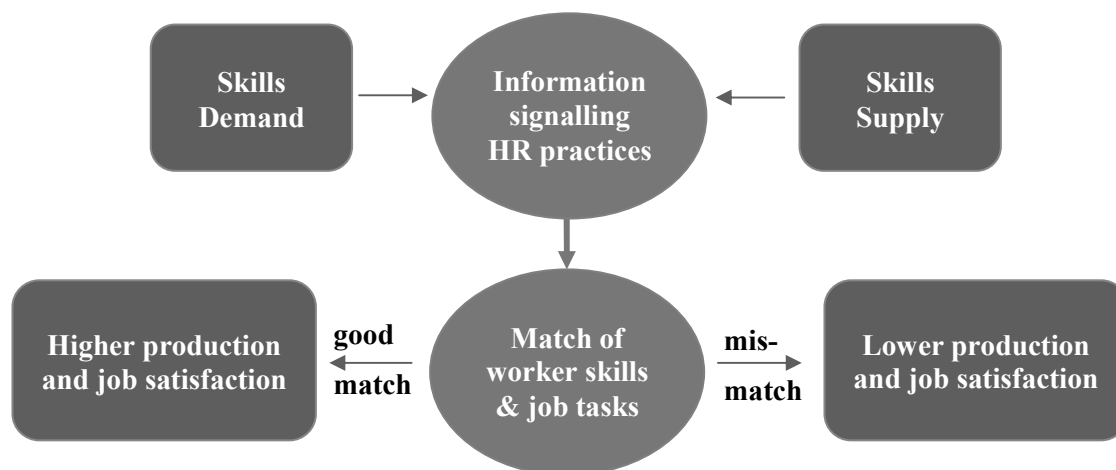 Skills
Demand
Information
signalling
HR practices
Skills
Supply
Higher production
and job satisfaction
good
match
Match of
worker skills
& job tasks
mis-
match
Lower production
and job satisfaction